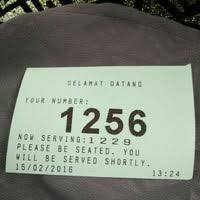 SELAMAT DATANG
YOUR NUMBER:
1256
NOW SERVING:1229
PLEASE BE SEATED. YOU
WILL BE SERVED SHORTLY.
15/02/2016 13:24